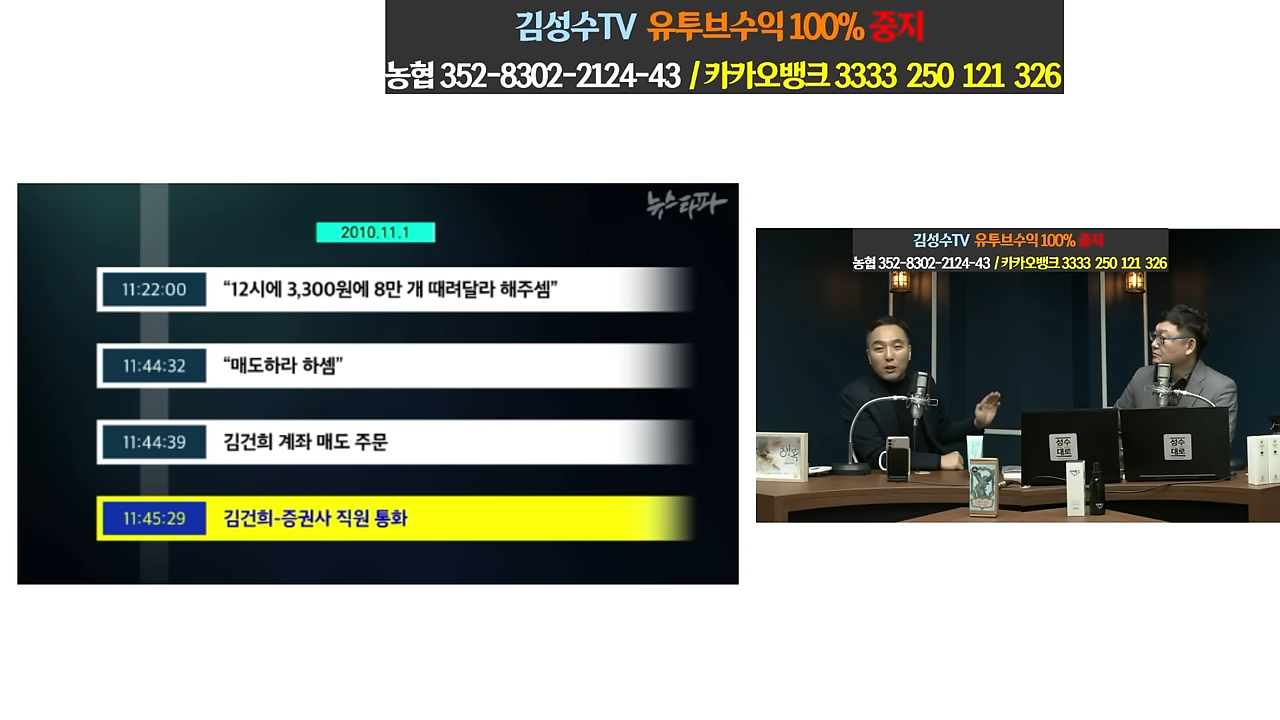 김성수TV 유투브수익 100% 중지
농협 352-8302-2124-43 / 카카오뱅크 3333 250 121 326
뉴스타파
2010.11.1
11:22:00 “12시에 3,300원에 8만 개 때려달라 해주셈”
11:44:32 “매도하라 하셈”
11:44:39 김건희 계좌 매도 주문
11:45:29 김건희-증권사 직원 통화
김성수TV 유투브수익 100% 중지
농협 352-8302-2124-43 / 카카오뱅크 3333 250 121 326
성수
대로
성수
대로
행복